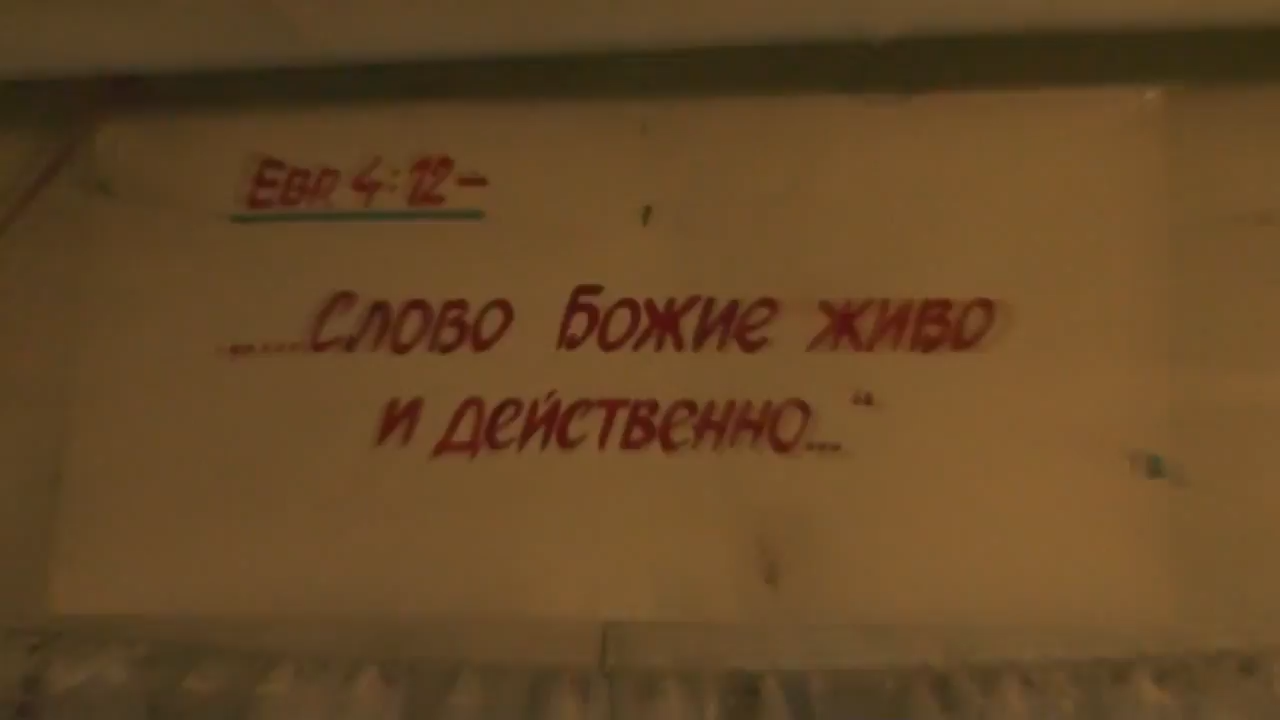 Евр. 4:12-
„...Слово Божие живо
и действенно..."